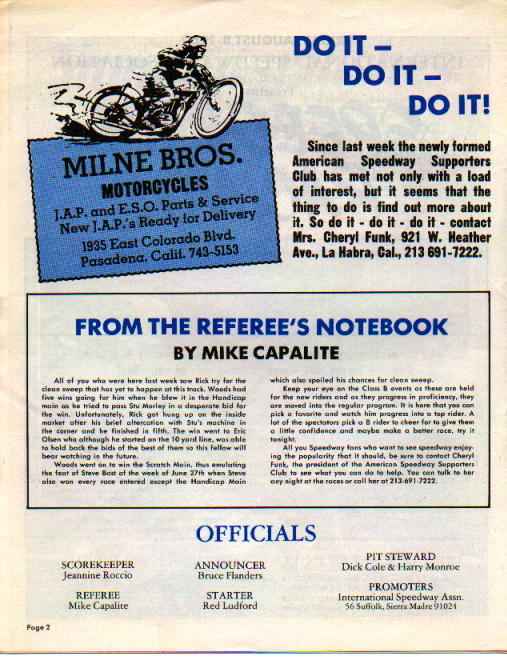 DO IT –
DO IT –
DO IT!
MILNE BROS.
MOTORCYCLES
J.A.P. and E.S.O. Parts & Service
New J.A.P.'s Ready for Delivery
1935 East Colorado Blvd.
Pasadena, Calif. 743-5153
Since last week the newly formed
American Speedway Supporters
Club has met not only with a load
of interest, but it seems that the
thing to do is find out more about
it. So do it - do it - do it - contact
Mrs. Cheryl Funk, 921 W. Heather
Ave., La Habra, Cal., 213 691-7222.
FROM THE REFEREE'S NOTEBOOK
BY MIKE CAPALITE
All of you who were here last week saw Rick try for the
clean sweep that has yet to happen at this track. Woods had
five wins going for him when he blew it in the Handicap
main as he tried to pass Stu Morley in a desperate bid for
the win. Unfortunately, Rick got hung up on the inside
marker after his brief altercation with Stu's machine in
the corner and he finished in fifth. The win went to Eric
Olsen who although he started on the 10 yard line, was able
to hold back the bids of the best of them so this fellow will
bear watching in the future.
Woods went on to win the Scratch Main, thus emulating
the feat of Steve Bast of the week of June 27th when Steve
also won every race entered except the Handicap Main
which also spoiled his chances for clean sweep.
Keep your eye on the Class B events as these are held
for the new riders and as they progress in proficiency, they
are moved into the regular program. It is here that you can
pick a favorite and watch him progress into a top rider. A
lot of the spectators pick a B rider to cheer for to give them
a little confidence and maybe make a better race, try it
tonight.
All you Speedway fans who want to see speedway enjoy-
ing the popularity that it should, be sure to contact Cheryl
Funk, the president of the American Speedway Supporters
Club to see what you can do to help. You can talk to her
any night at the races or call her at 213-691-7222.
OFFICIALS
SCOREKEEPER
Jeannine Roccio
REFEREE
Mike Capalite
ANNOUNCER
Bruce Flanders
STARTER
Red Ludford
PIT STEWARD
Dick Cole & Harry Monroe
PROMOTERS
International Speedway Assn.
56 Suffolk, Sierra Madre 91024
Page 2